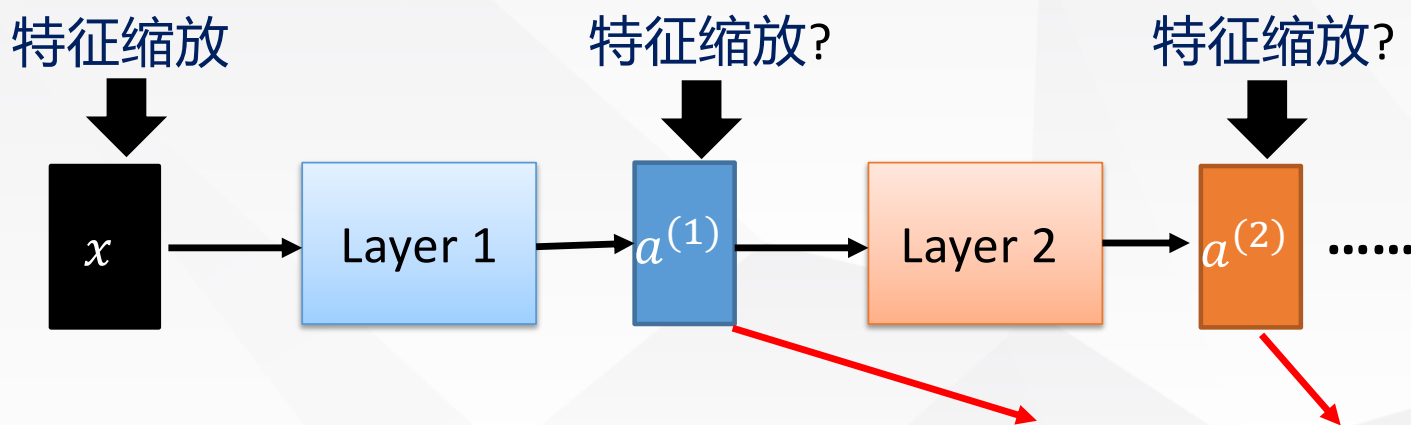 特征缩放 特征缩放? 特征缩放?
x Layer 1 a⁽¹⁾ Layer 2 a⁽²⁾ ......